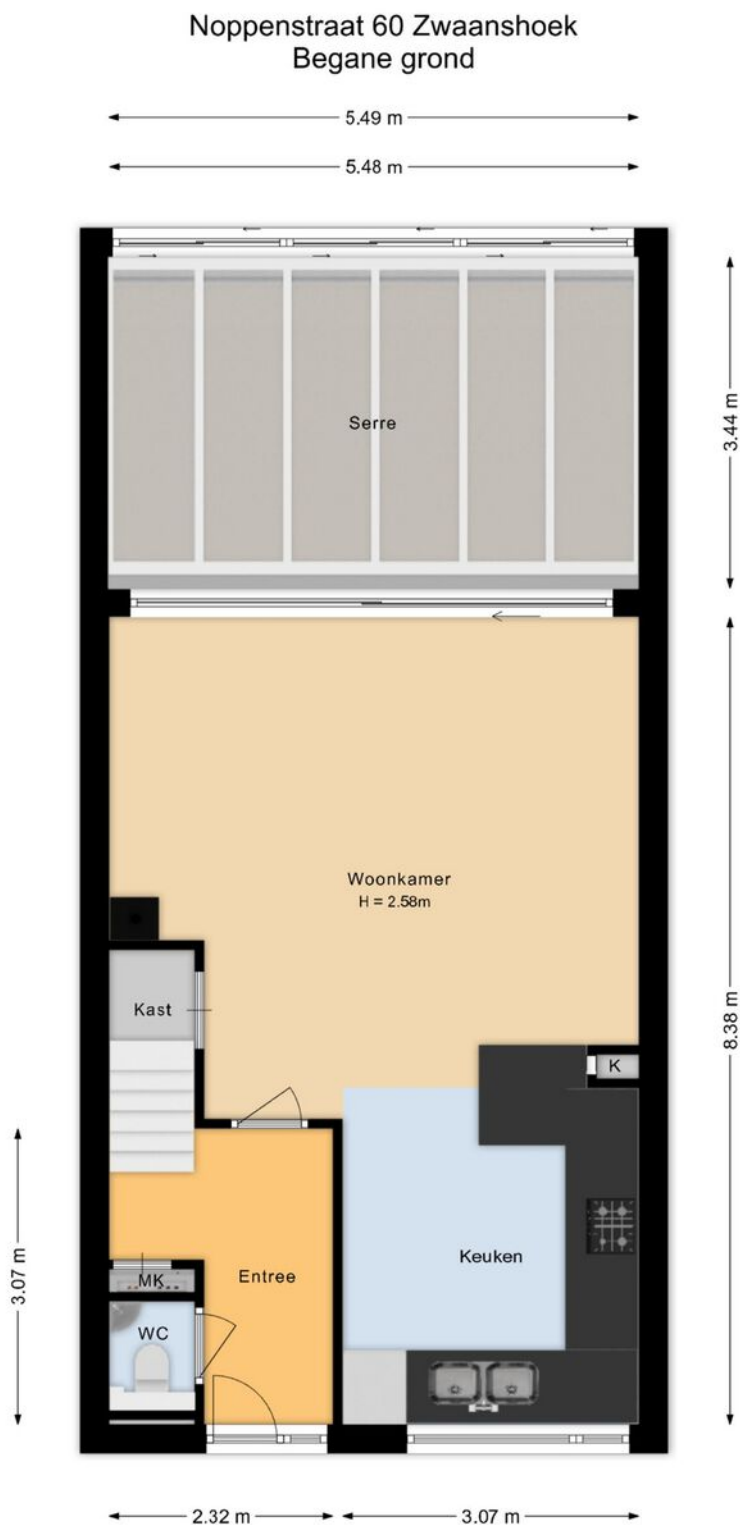 Noppenstraat 60 Zwaanshoek
Begane grond
5.49 m
5.48 m
3.44 m
Serre
Woonkamer
H = 2.58m
8.38 m
Kast
K
3.07 m
Keuken
Entree
MK
WC
2.32 m
3.07 m